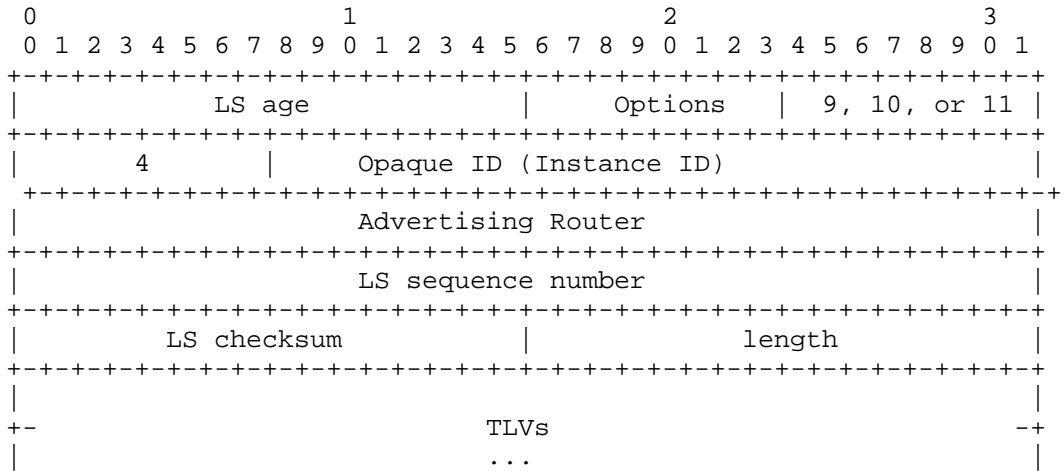 0                   1                   2                   3
 0 1 2 3 4 5 6 7 8 9 0 1 2 3 4 5 6 7 8 9 0 1 2 3 4 5 6 7 8 9 0 1
+-+-+-+-+-+-+-+-+-+-+-+-+-+-+-+-+-+-+-+-+-+-+-+-+-+-+-+-+-+-+-+-+
|            LS age             |     Options   |  9, 10, or 11 |
+-+-+-+-+-+-+-+-+-+-+-+-+-+-+-+-+-+-+-+-+-+-+-+-+-+-+-+-+-+-+-+-+
|       4       |     Opaque ID (Instance ID)                   |
 +-+-+-+-+-+-+-+-+-+-+-+-+-+-+-+-+-+-+-+-+-+-+-+-+-+-+-+-+-+-+-+-+
|                     Advertising Router                        |
+-+-+-+-+-+-+-+-+-+-+-+-+-+-+-+-+-+-+-+-+-+-+-+-+-+-+-+-+-+-+-+-+
|                     LS sequence number                        |
+-+-+-+-+-+-+-+-+-+-+-+-+-+-+-+-+-+-+-+-+-+-+-+-+-+-+-+-+-+-+-+-+
|         LS checksum           |             length            |
+-+-+-+-+-+-+-+-+-+-+-+-+-+-+-+-+-+-+-+-+-+-+-+-+-+-+-+-+-+-+-+-+
|                                                               |
+-                            TLVs                             -+
|                             ...                               |